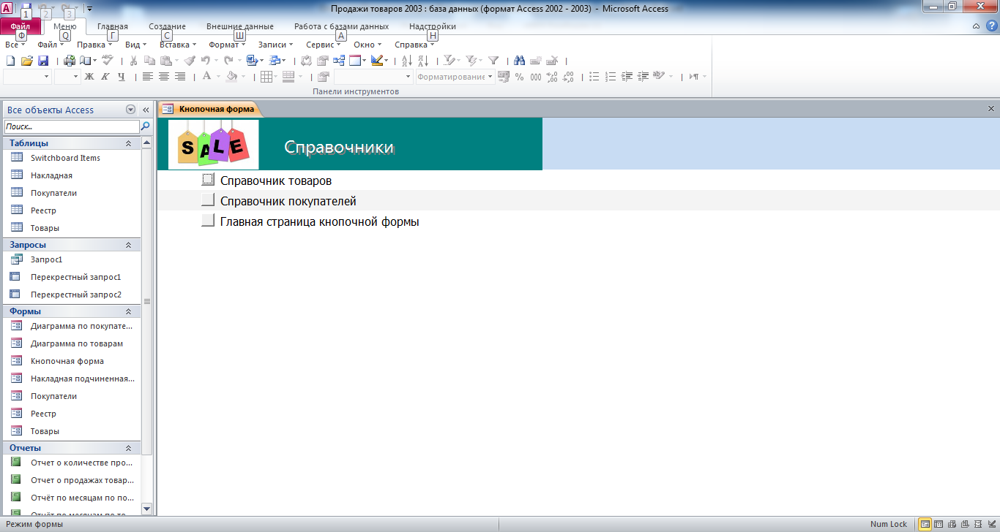 Продажи товаров 2003 : база данных (формат Access 2002 - 2003) - Microsoft Access
1 2 3
Файл Меню Главная Создание Внешние данные Работа с базами данных Надстройки
Ф Q Г С Ш А Н
Все Файл Правка Вид Вставка Формат Записи Сервис Окно Справка
Ж К Ч А Форматирование % 000
Панели инструментов
Все объекты Access
Поиск...
Таблицы
Switchboard Items
Накладная
Покупатели
Реестр
Товары
Запросы
Запрос1
Перекрестный запрос1
Перекрестный запрос2
Формы
Диаграмма по покупате...
Диаграмма по товарам
Кнопочная форма
Накладная подчиненная...
Покупатели
Реестр
Товары
Отчеты
Отчет о количестве про...
Отчет о продажах товар...
Отчёт по месяцам по по...
Отчёт по месяцам по то...
Кнопочная форма
SALE
Справочники
Справочник товаров
Справочник покупателей
Главная страница кнопочной формы
Режим формы
Num Lock